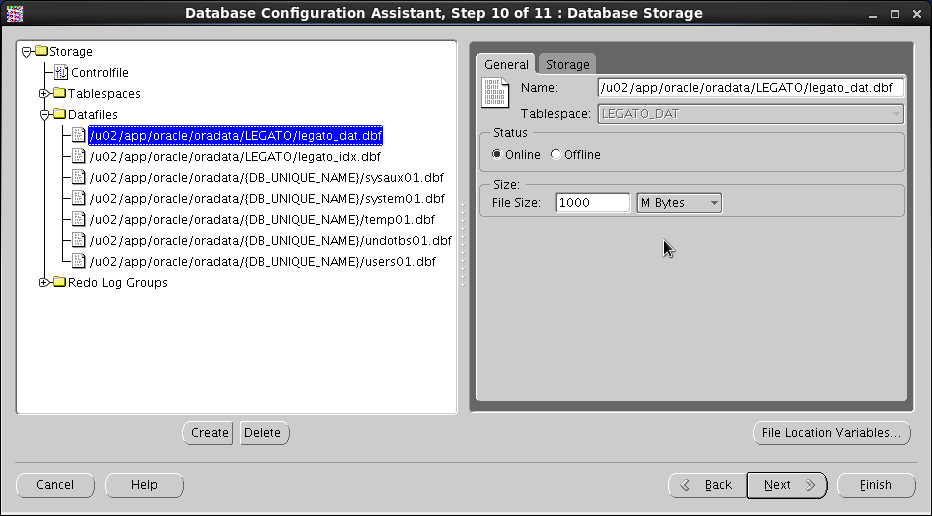 Database Configuration Assistant, Step 10 of 11 : Database Storage
Storage
Controlfile
Tablespaces
Datafiles
/u02/app/oracle/oradata/LEGATO/legato_dat.dbf
/u02/app/oracle/oradata/LEGATO/legato_idx.dbf
/u02/app/oracle/oradata/{DB_UNIQUE_NAME}/sysaux01.dbf
/u02/app/oracle/oradata/{DB_UNIQUE_NAME}/system01.dbf
/u02/app/oracle/oradata/{DB_UNIQUE_NAME}/temp01.dbf
/u02/app/oracle/oradata/{DB_UNIQUE_NAME}/undotbs01.dbf
/u02/app/oracle/oradata/{DB_UNIQUE_NAME}/users01.dbf
Redo Log Groups
Create Delete
General Storage
Name: /u02/app/oracle/oradata/LEGATO/legato_dat.dbf
Tablespace: LEGATO_DAT
Status
Online Offline
Size:
File Size: 1000 M Bytes
File Location Variables...
Cancel Help Back Next Finish